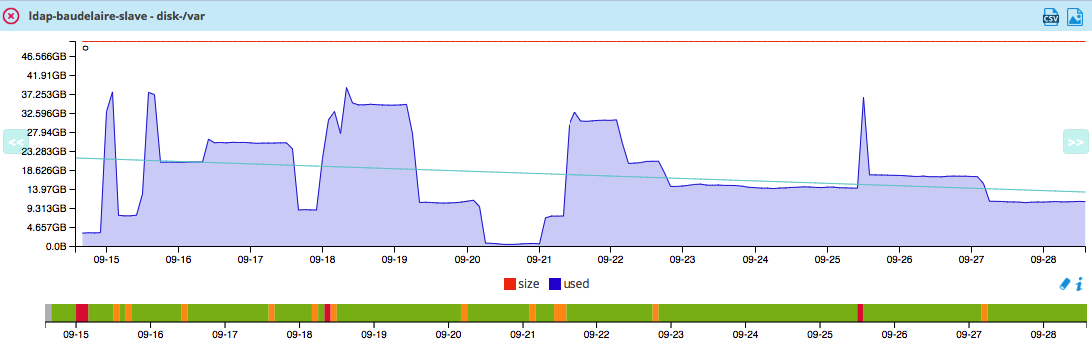 ldap-baudelaire-slave - disk-/var
CSV
46.566GB
41.91GB
37.253GB
32.596GB
27.94GB
23.283GB
18.626GB
13.97GB
9.313GB
4.657GB
0.0B
<<
>>
09-15 09-16 09-17 09-18 09-19 09-20 09-21 09-22 09-23 09-24 09-25 09-26 09-27 09-28
size used
i
09-15 09-16 09-17 09-18 09-19 09-20 09-21 09-22 09-23 09-24 09-25 09-26 09-27 09-28